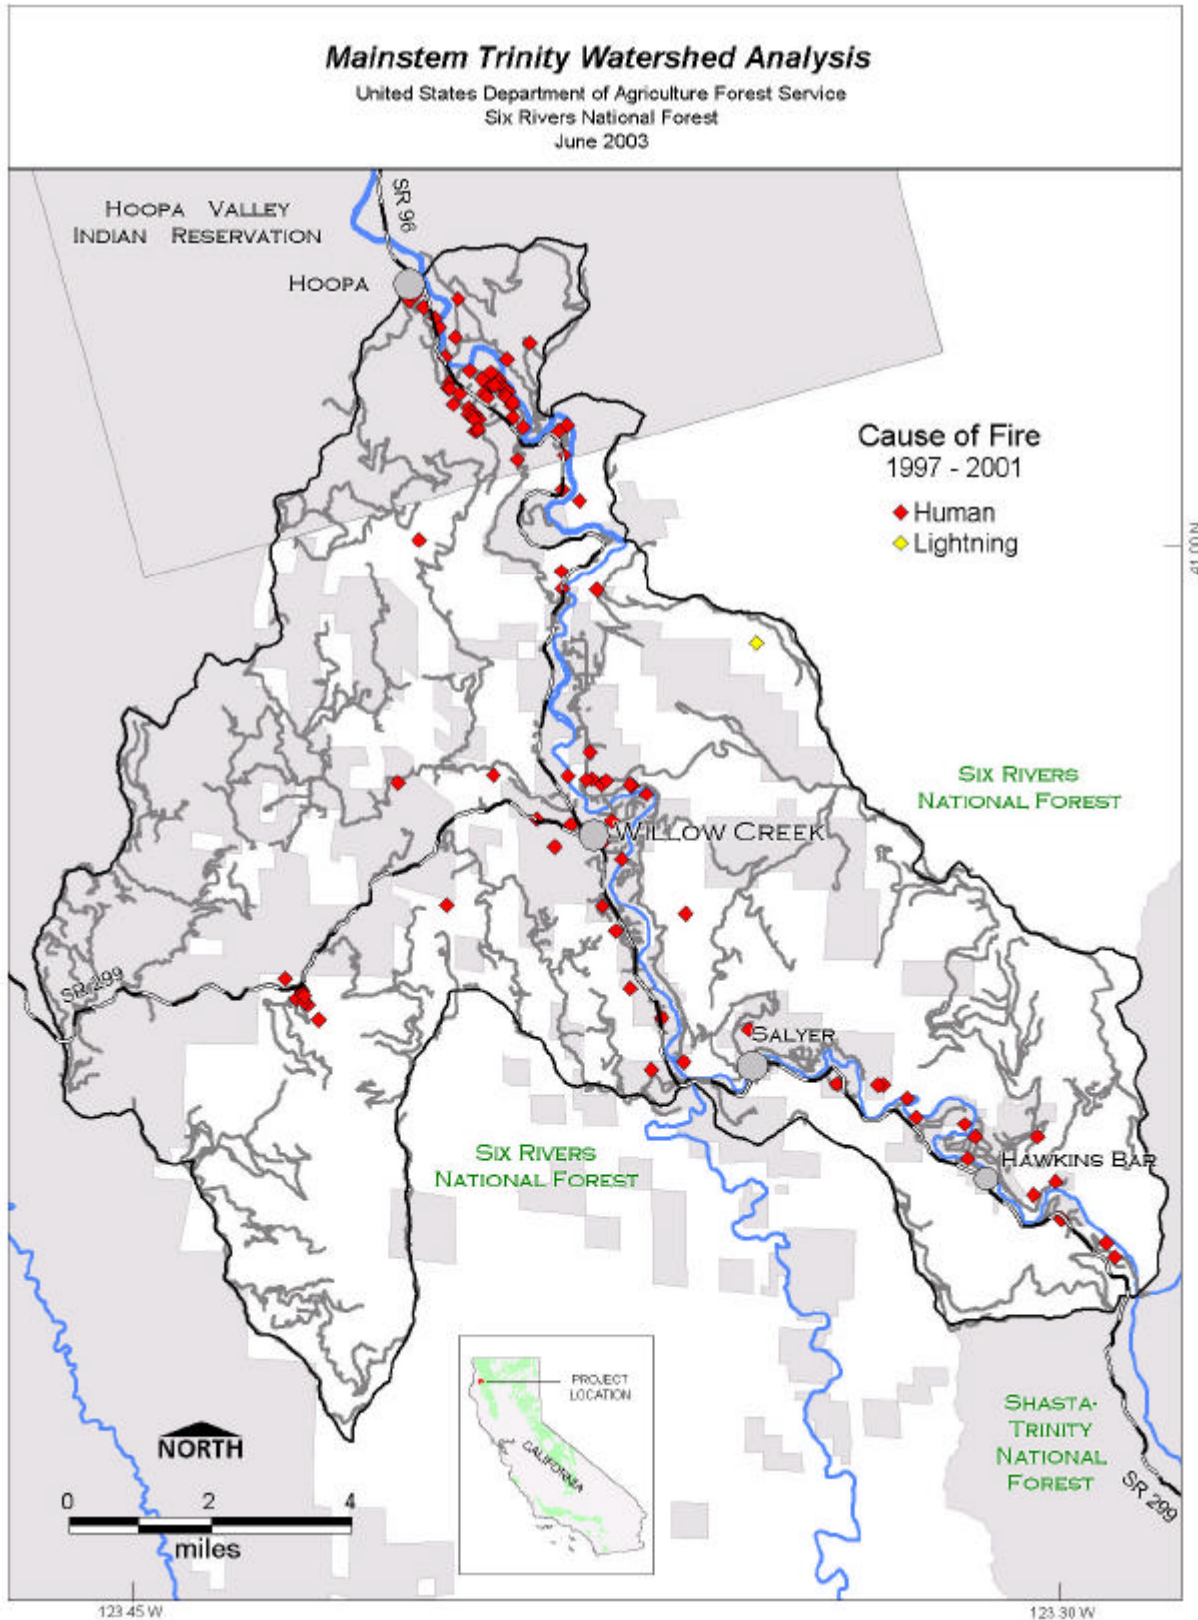 Mainstem Trinity Watershed Analysis
United States Department of Agriculture Forest Service
Six Rivers National Forest
June 2003
SR 96
HOOPA VALLEY
INDIAN RESERVATION
HOOPA
Cause of Fire
1997 - 2001
Human
Lightning
41 00 N
SIX RIVERS
NATIONAL FOREST
WILLOW CREEK
SR 299
SALYER
SIX RIVERS
NATIONAL FOREST
HAWKINS BAR
PROJECT
LOCATION
CALIFORNIA
SHASTA-
TRINITY
NATIONAL
FOREST
SR 299
NORTH
0 2 4
miles
123 45 W
123 30 W